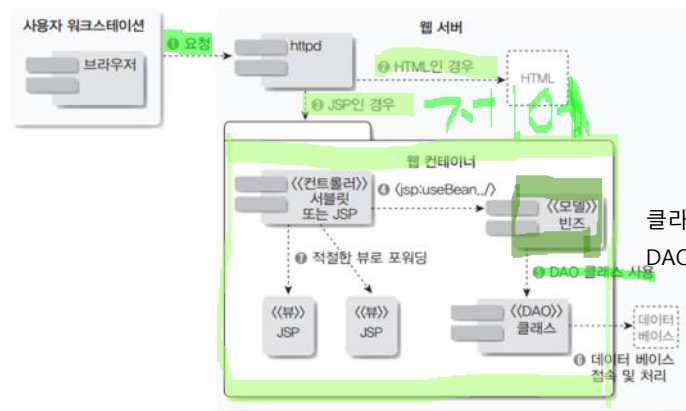 사용자 워크스테이션
브라우저
❶ 요청
웹 서버
httpd
❷ HTML인 경우
HTML
❸ JSP인 경우
웹 컨테이너
《컨트롤러》
서블릿
또는 JSP
❹ 〈jsp:useBean../〉
《모델》
빈즈
클래
DAO
❺ DAO 클래스 사용
❼ 적절한 뷰로 포워딩
《뷰》
JSP
《뷰》
JSP
《DAO》
클래스
데이터
베이스
❻ 데이터 베이스
접속 및 처리